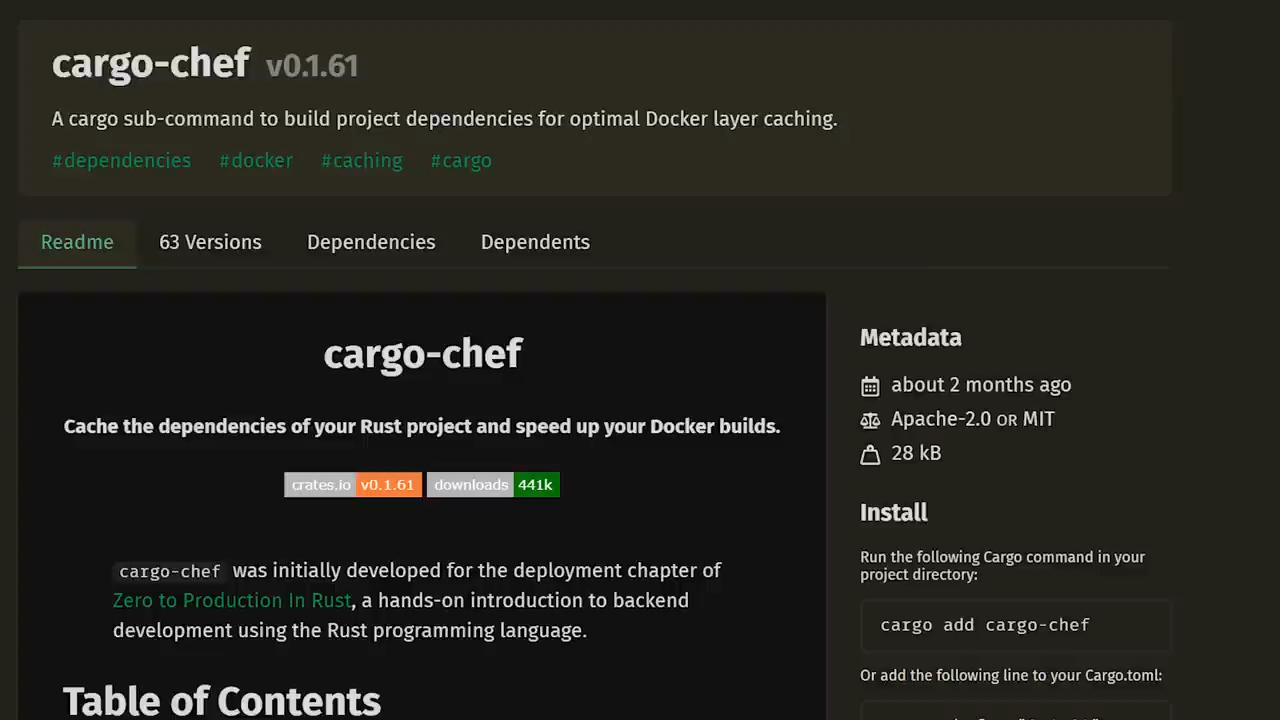 cargo-chef v0.1.61
A cargo sub-command to build project dependencies for optimal Docker layer caching.
#dependencies #docker #caching #cargo
Readme 63 Versions Dependencies Dependents
cargo-chef
Cache the dependencies of your Rust project and speed up your Docker builds.
crates.io v0.1.61 downloads 441k
cargo-chef was initially developed for the deployment chapter of
Zero to Production In Rust, a hands-on introduction to backend
development using the Rust programming language.
Table of Contents
Metadata
about 2 months ago
Apache-2.0 OR MIT
28 kB
Install
Run the following Cargo command in your
project directory:
cargo add cargo-chef
Or add the following line to your Cargo.toml: